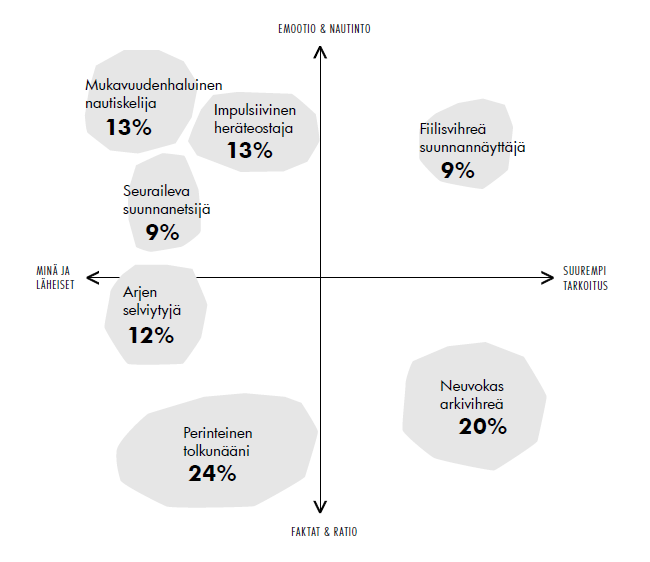 EMOOTIO & NAUTINTO
Mukavuudenhaluinen
nautiskelija
13%
Impulsiivinen
heräteostaja
13%
Fiilisvihreä
suunnannäyttäjä
9%
Seuraileva
suunnanetsijä
9%
MINÄ JA
LÄHEISET
SUUREMPI
TARKOITUS
Arjen
selviytyjä
12%
Neuvokas
arkivihreä
20%
Perinteinen
tolkunääni
24%
FAKTAT & RATIO